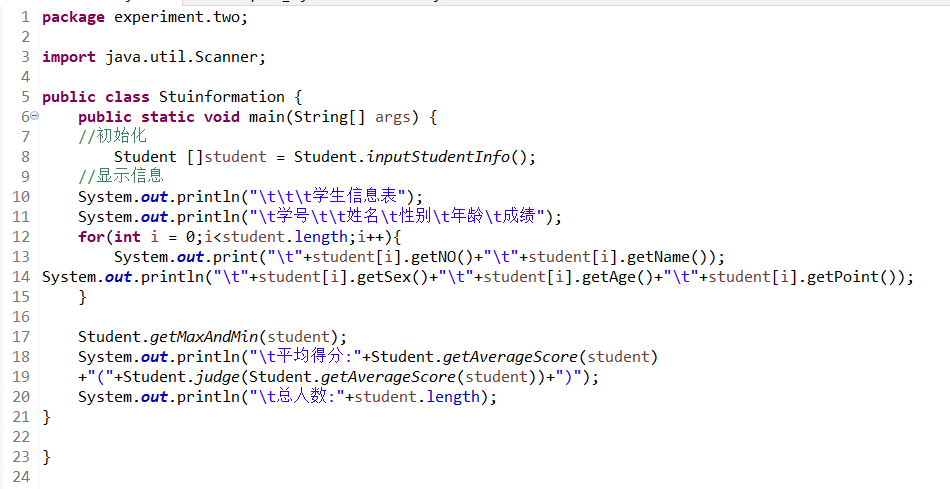 1 package experiment.two;
2
3 import java.util.Scanner;
4
5 public class Stuinformation {
6 public static void main(String[] args) {
7 //初始化
8 Student []student = Student.inputStudentInfo();
9 //显示信息
10 System.out.println("\t\t\t学生信息表");
11 System.out.println("\t学号\t\t姓名\t性别\t年龄\t成绩");
12 for(int i = 0;i<student.length;i++){
13 System.out.print("\t"+student[i].getNO()+"\t"+student[i].getName());
14 System.out.println("\t"+student[i].getSex()+"\t"+student[i].getAge()+"\t"+student[i].getPoint());
15 }
16
17 Student.getMaxAndMin(student);
18 System.out.println("\t平均得分:"+Student.getAverageScore(student)
19 +"("+Student.judge(Student.getAverageScore(student))+")");
20 System.out.println("\t总人数:"+student.length);
21 }
22
23 }
24